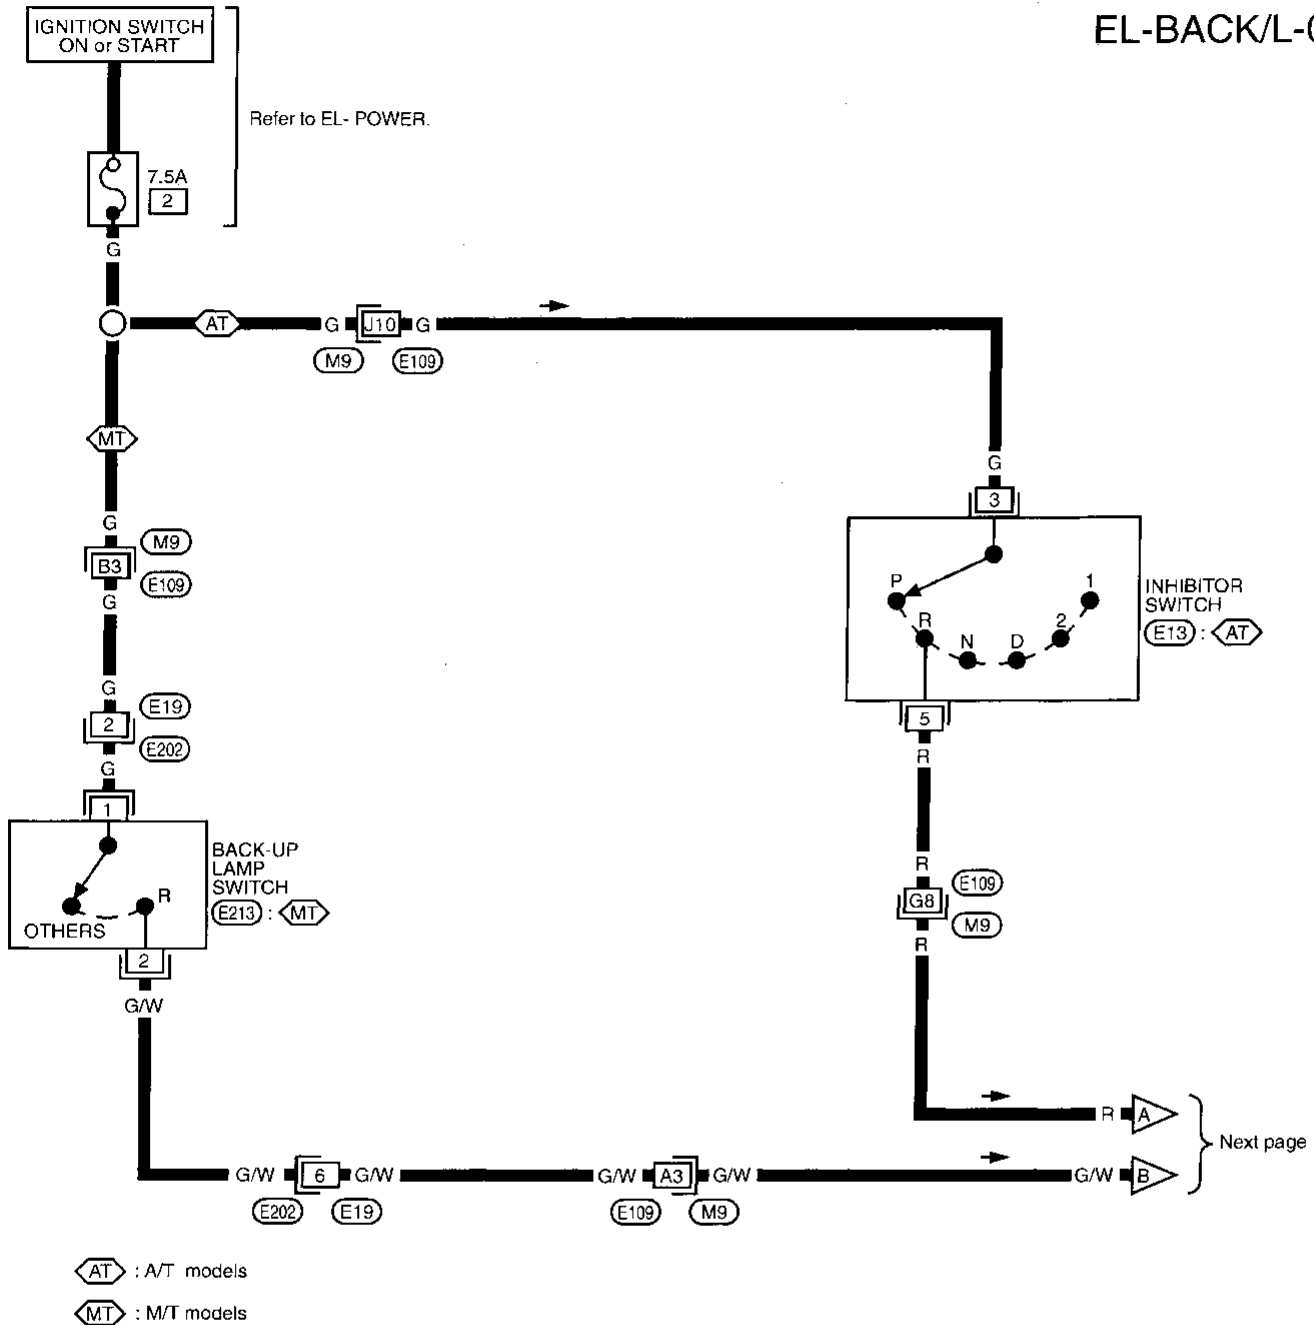 EL-BACK/L-0
IGNITION SWITCH
ON or START
Refer to EL- POWER.
7.5A
2
G
AT
G
J10
G
M9
E109
MT
G
G
M9
B3
E109
G
3
P
1
R
2
N
D
INHIBITOR
SWITCH
E13 : AT
G
E19
2
E202
G
5
R
1
BACK-UP
LAMP
SWITCH
E213 : MT
R
OTHERS
R
E109
G8
M9
R
2
G/W
R
A
Next page
G/W
6
G/W
G/W
A3
G/W
G/W
B
E202
E19
E109
M9
AT : A/T models
MT : M/T models